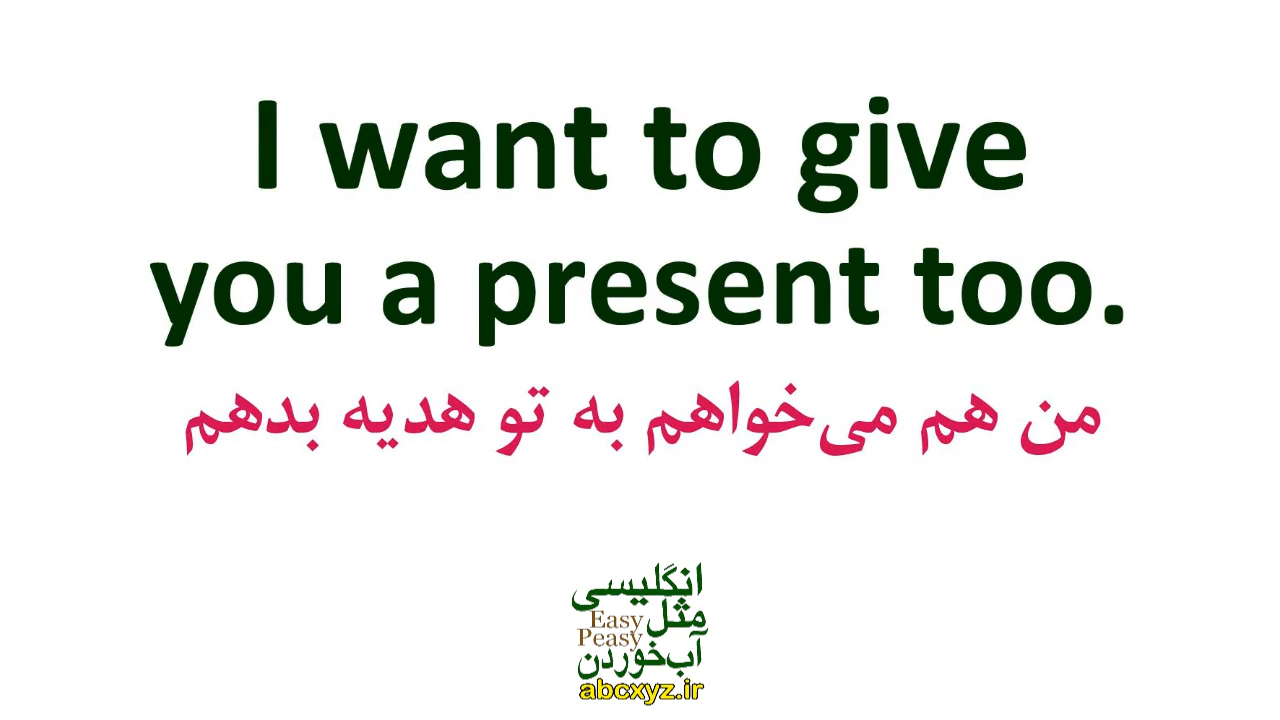 I want to give
you a present too.
من هم می‌خواهم به تو هدیه بدهم
انگلیسی
مثل
Easy
Peasy
آب‌خوردن
abcxyz.ir